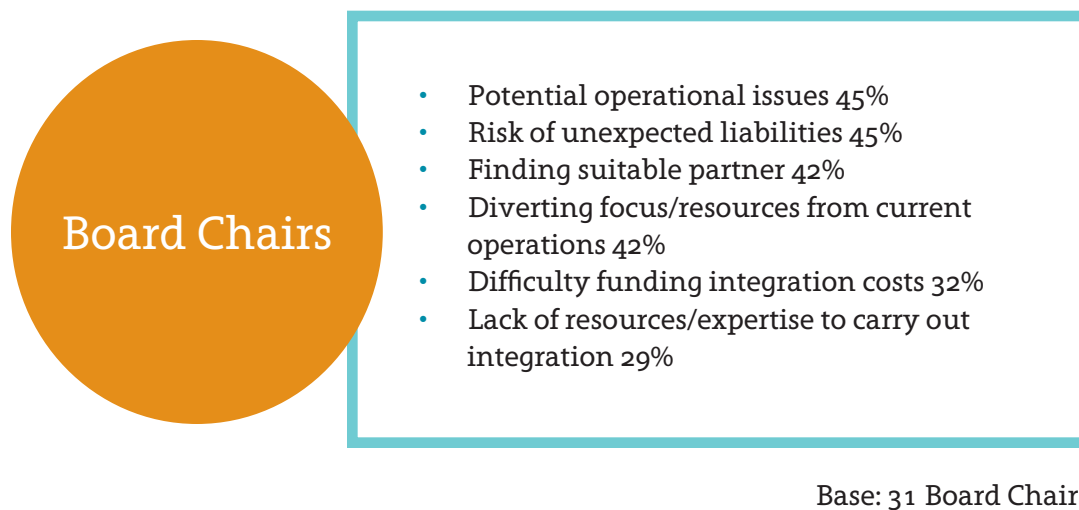 Board Chairs
• Potential operational issues 45%
• Risk of unexpected liabilities 45%
• Finding suitable partner 42%
• Diverting focus/resources from current
operations 42%
• Difficulty funding integration costs 32%
• Lack of resources/expertise to carry out
integration 29%
Base: 31 Board Chair